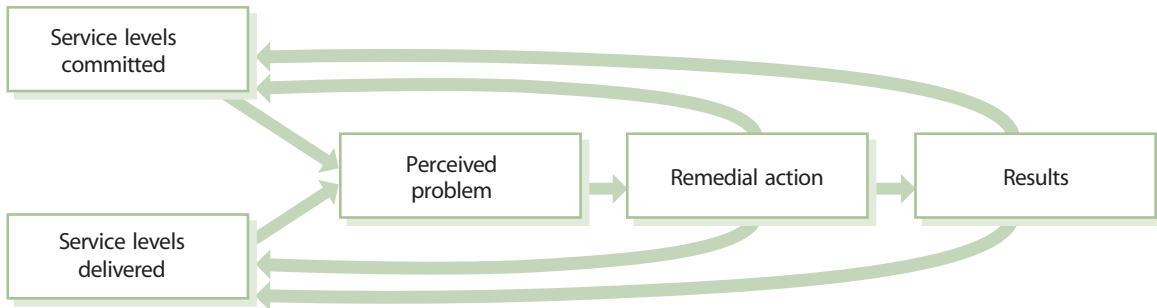 Service levels
committed
Perceived
problem
Remedial action
Results
Service levels
delivered